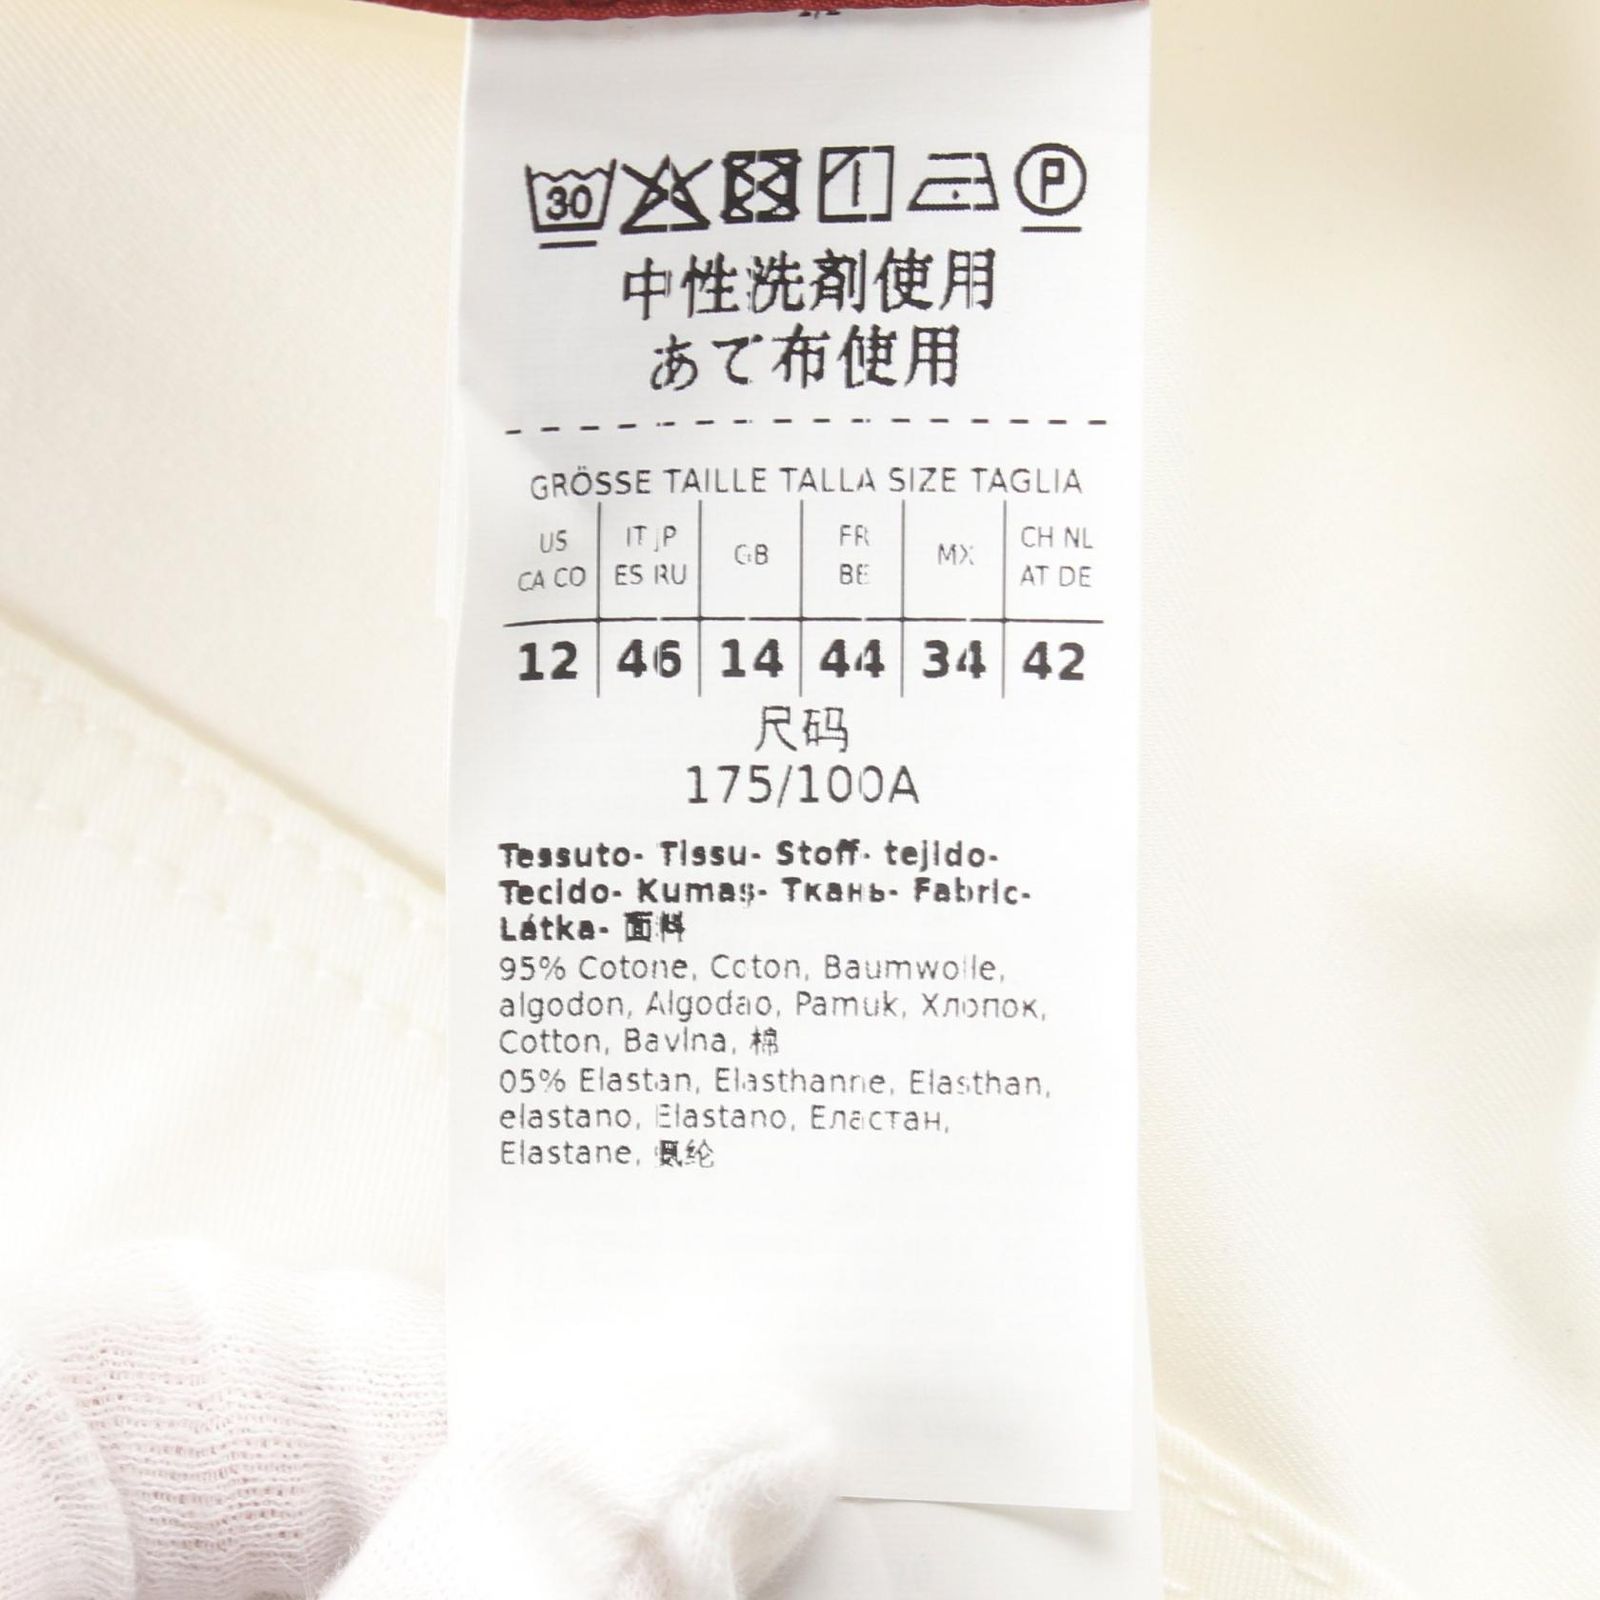 30 P
中性洗剤使用
あて布使用
GRÖSSE TAILLE TALLA SIZE TAGLIA
US CA CO
IT JP ES RU
GB
FR BE
MX
CH NL AT DE
12 46 14 44 34 42
尺码
175/100A
Tessuto- Tissu- Stoff- tejido-
Tecido- Kumaş- Ткань- Fabric-
Látka- 面料
95% Cotone, Coton, Baumwolle,
algodon, Algodao, Pamuk, Хлопок,
Cotton, Bavlna, 棉
05% Elastan, Elasthanne, Elasthan,
elastano, Elastano, Еластан,
Elastane, 氨纶